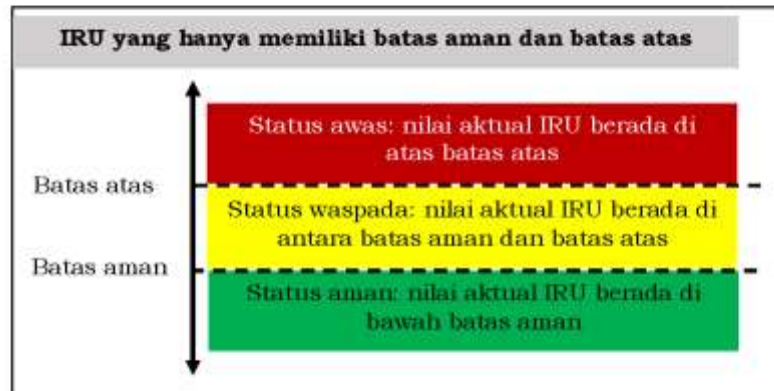 IRU yang hanya memiliki batas aman dan batas atas
Status awas: nilai aktual IRU berada di
atas batas atas
Batas atas
Status waspada: nilai aktual IRU berada di
antara batas aman dan batas atas
Batas aman
Status aman: nilai aktual IRU berada di
bawah batas aman